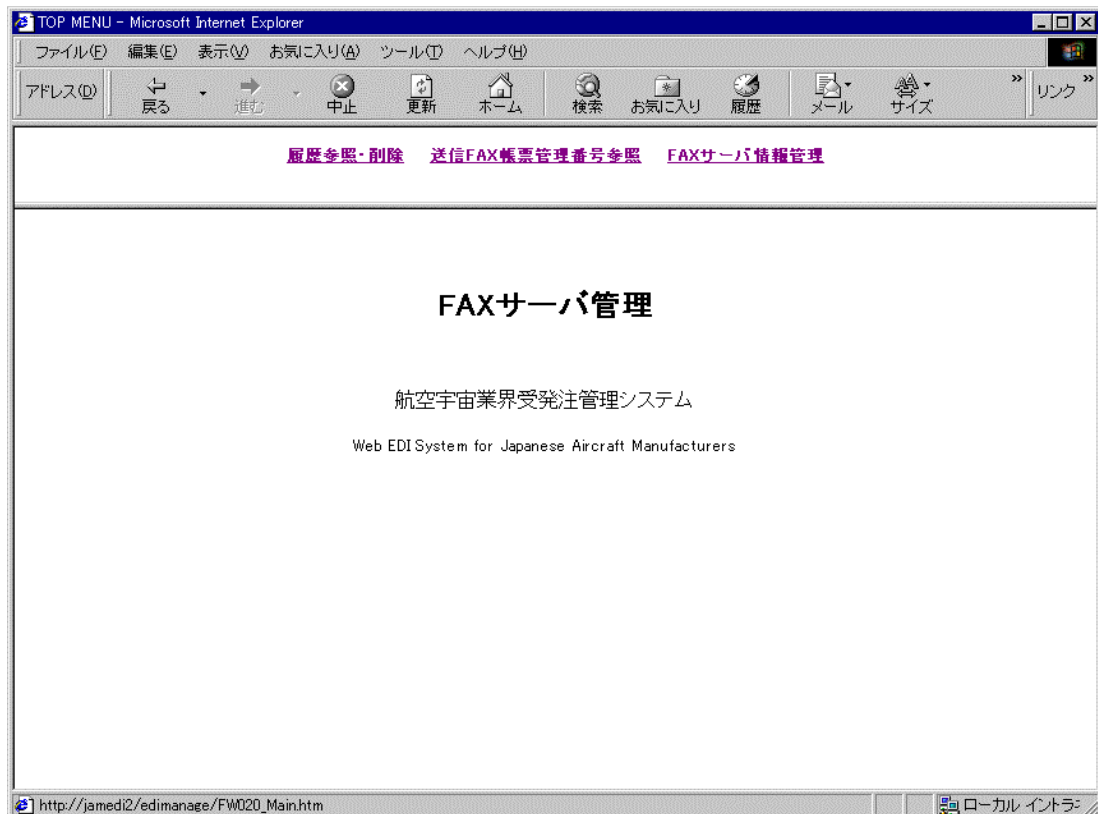 TOP MENU - Microsoft Internet Explorer
ファイル(F) 編集(E) 表示(V) お気に入り(A) ツール(T) ヘルプ(H)
アドレス(D) 戻る 進む 中止 更新 ホーム 検索 お気に入り 履歴 メール サイズ » リンク »
履歴参照・削除 送信FAX帳票管理番号参照 FAXサーバ情報管理
FAXサーバ管理
航空宇宙業界受発注管理システム
Web EDI System for Japanese Aircraft Manufacturers
http://jamedi2/edimanage/FW020_Main.htm ローカル イントラ